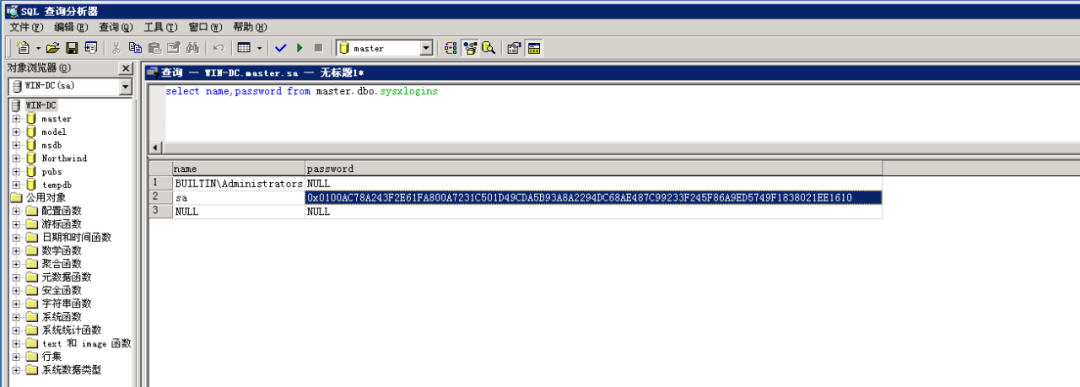 SQL 查询分析器
文件(F) 编辑(E) 查询(Q) 工具(T) 窗口(W) 帮助(H)
master
对象浏览器(O)
WIN-DC(sa)
WIN-DC
master
model
msdb
Northwind
pubs
tempdb
公用对象
配置函数
游标函数
日期和时间函数
数学函数
聚合函数
元数据函数
安全函数
字符串函数
系统函数
系统统计函数
text 和 image 函数
行集
系统数据类型
查询 — WIN-DC.master.sa — 无标题1*
select name,password from master.dbo.sysxlogins
name password
1 BUILTIN\Administrators NULL
2 sa 0x0100AC78A243F2E61FA800A7231C501D49CDA5B93A8A2294DC68AE487C99233F245F86A9ED5749F1838021EE1610
3 NULL NULL